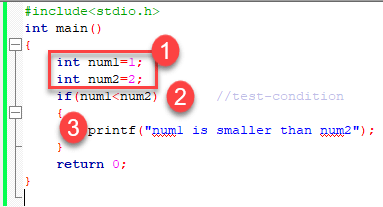 #include<stdio.h>
int main()
{
int num1=1;
int num2=2;
1
if(num1<num2) //test-condition
2
{
3
printf("num1 is smaller than num2");
}
return 0;
}